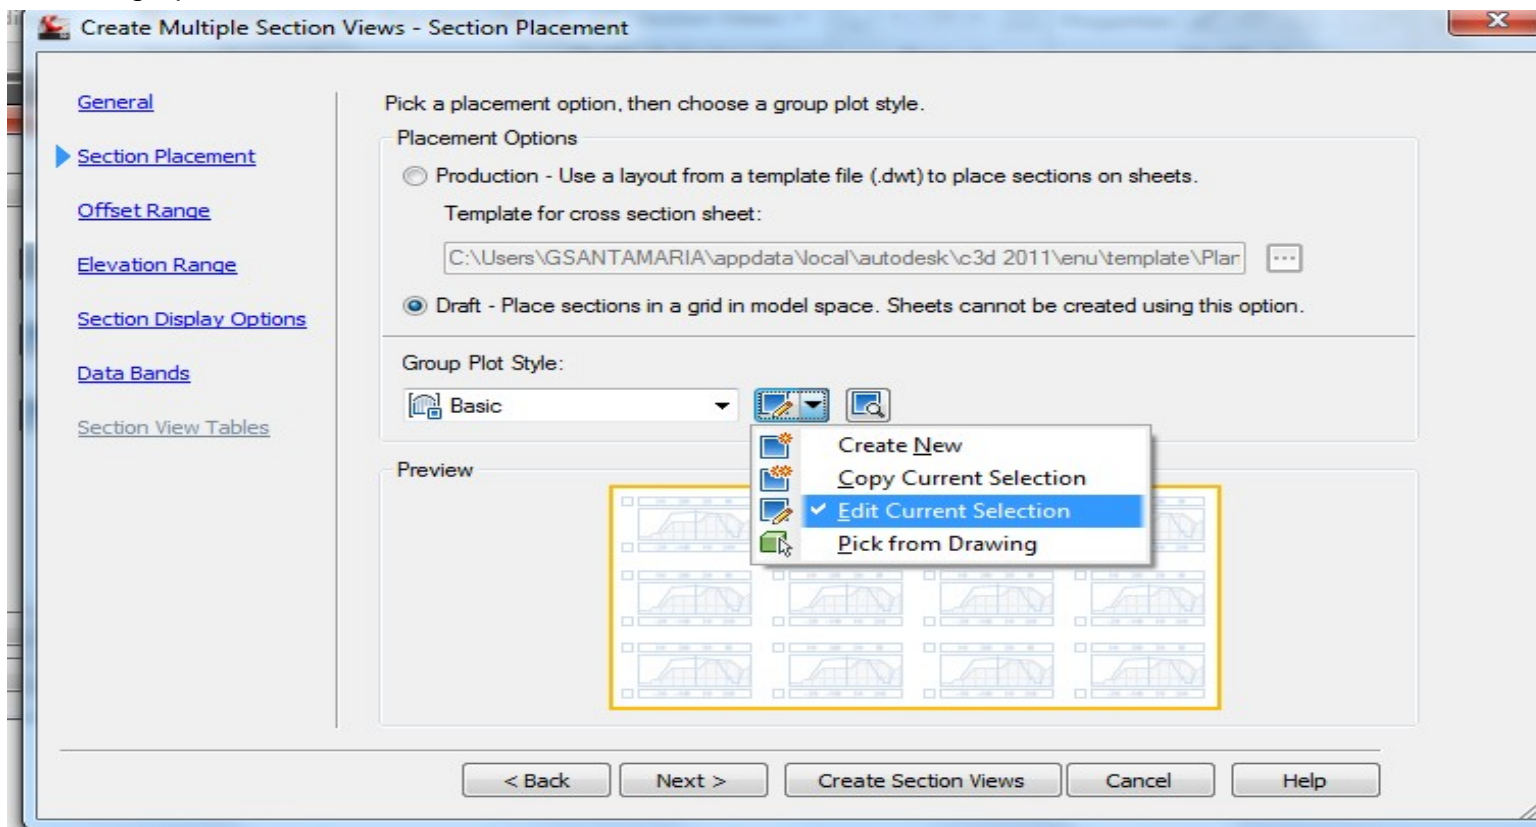 Create Multiple Section Views - Section Placement
General
Section Placement
Offset Range
Elevation Range
Section Display Options
Data Bands
Section View Tables
Pick a placement option, then choose a group plot style.
Placement Options
Production - Use a layout from a template file (.dwt) to place sections on sheets.
Template for cross section sheet:
C:\Users\GSANTAMARIA\appdata\local\autodesk\c3d 2011\enu\template\Plan
...
Draft - Place sections in a grid in model space. Sheets cannot be created using this option.
Group Plot Style:
Basic
Create New
Copy Current Selection
Edit Current Selection
Pick from Drawing
Preview
< Back
Next >
Create Section Views
Cancel
Help